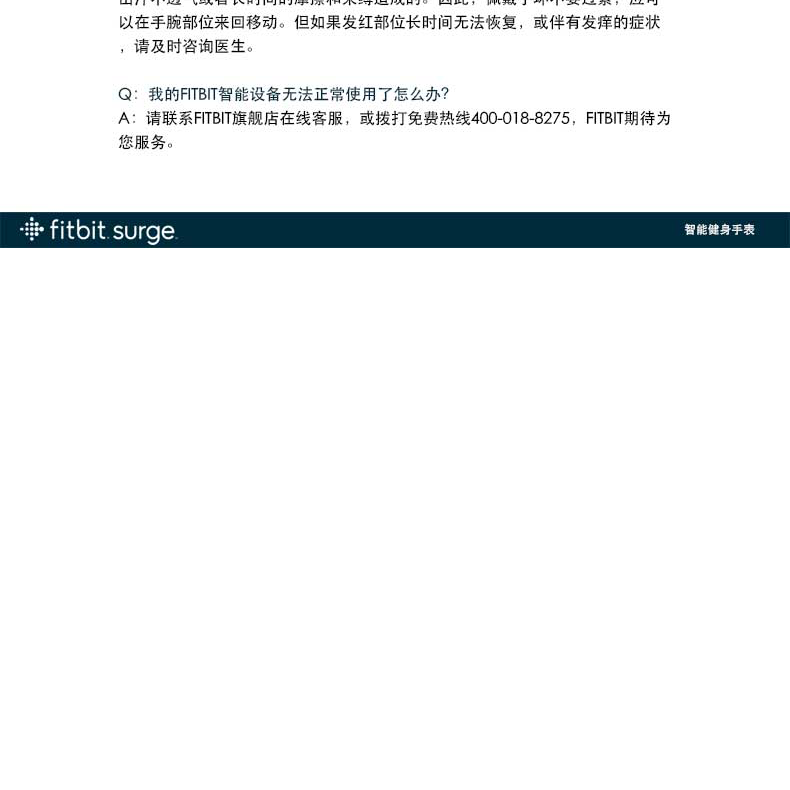 以在手腕部位来回移动。但如果发红部位长时间无法恢复，或伴有发痒的症状
，请及时咨询医生。
Q：我的FITBIT智能设备无法正常使用了怎么办？
A：请联系FITBIT旗舰店在线客服，或拨打免费热线400-018-8275，FITBIT期待为
您服务。
fitbit surge
智能健身手表